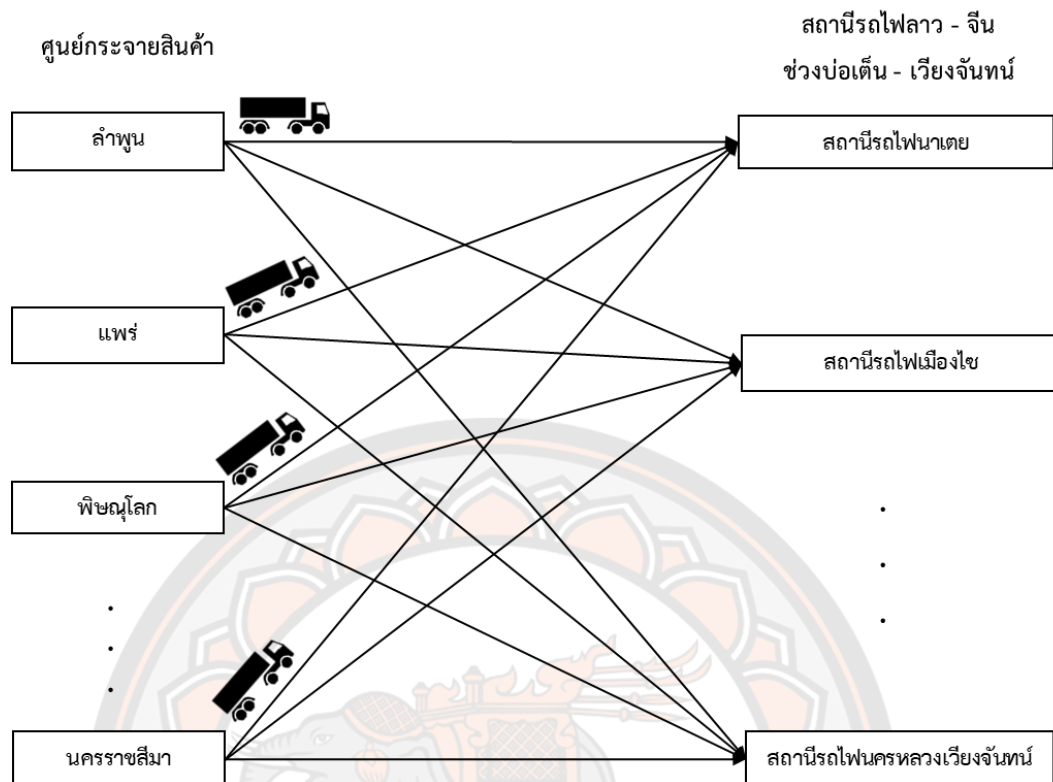 ศูนย์กระจายสินค้า
สถานีรถไฟลาว - จีน
ช่วงบ่อเต็น - เวียงจันทน์
ลำพูน
สถานีรถไฟนาเตย
แพร่
สถานีรถไฟเมืองไซ
พิษณุโลก
นครราชสีมา
สถานีรถไฟนครหลวงเวียงจันทน์